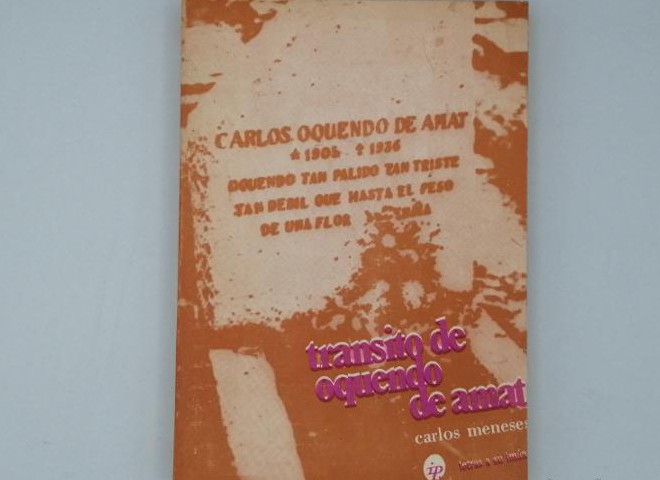 CARLOS OQUENDO DE AMAT
☆ 1905 ✝ 1936
OQUENDO TAN PALIDO TAN TRISTE
TAN DEBIL QUE HASTA EL PESO
DE UNA FLOR
transito de
oquendo
de amat
carlos meneses
ip